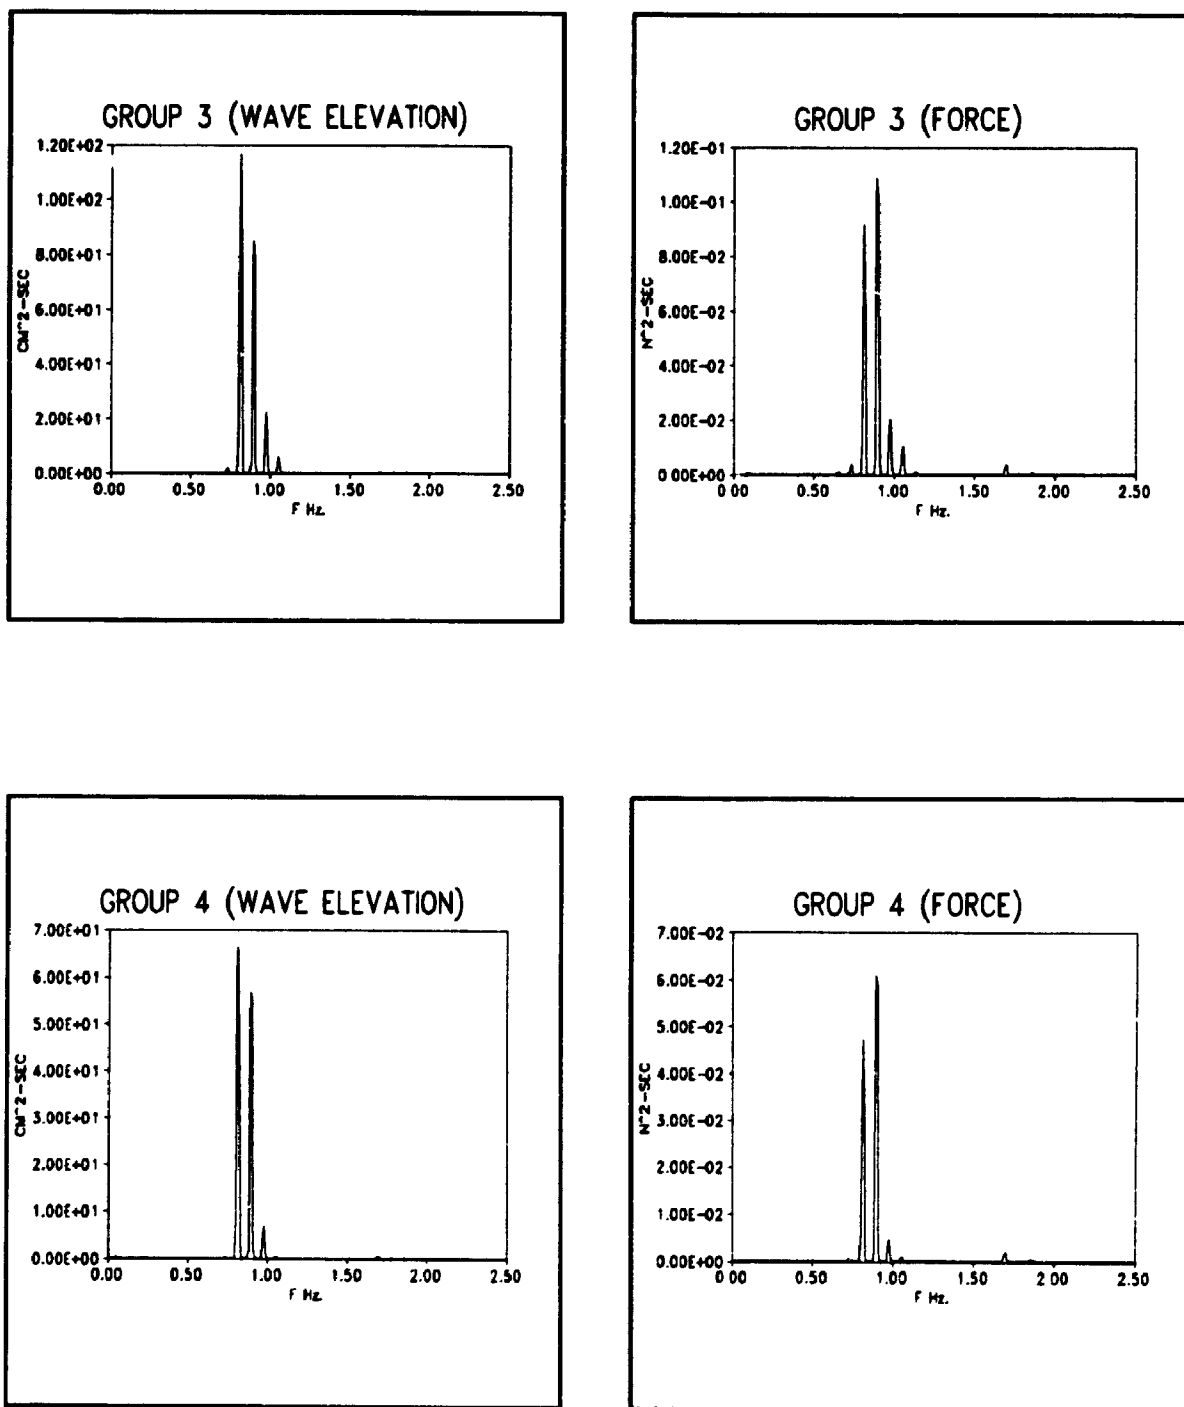 GROUP 3 (WAVE ELEVATION)
1.20E+02
1.00E+02
8.00E+01
6.00E+01
4.00E+01
2.00E+01
0.00E+00
CM^2-SEC
0.00 0.50 1.00 1.50 2.00 2.50
F Hz.
GROUP 3 (FORCE)
1.20E-01
1.00E-01
8.00E-02
6.00E-02
4.00E-02
2.00E-02
0.00E+00
N^2-SEC
0 00 0.50 1.00 1.50 2.00 2.50
F Hz.
GROUP 4 (WAVE ELEVATION)
7.00E+01
6.00E+01
5.00E+01
4.00E+01
3.00E+01
2.00E+01
1.00E+01
0.00E+00
CM^2-SEC
0.00 0.50 1.00 1.50 2.00 2.50
F Hz.
GROUP 4 (FORCE)
7.00E-02
6.00E-02
5.00E-02
4.00E-02
3.00E-02
2.00E-02
1.00E-02
0.00E+00
N^2-SEC
0 00 0.50 1.00 1.50 2.00 2.50
F Hz.